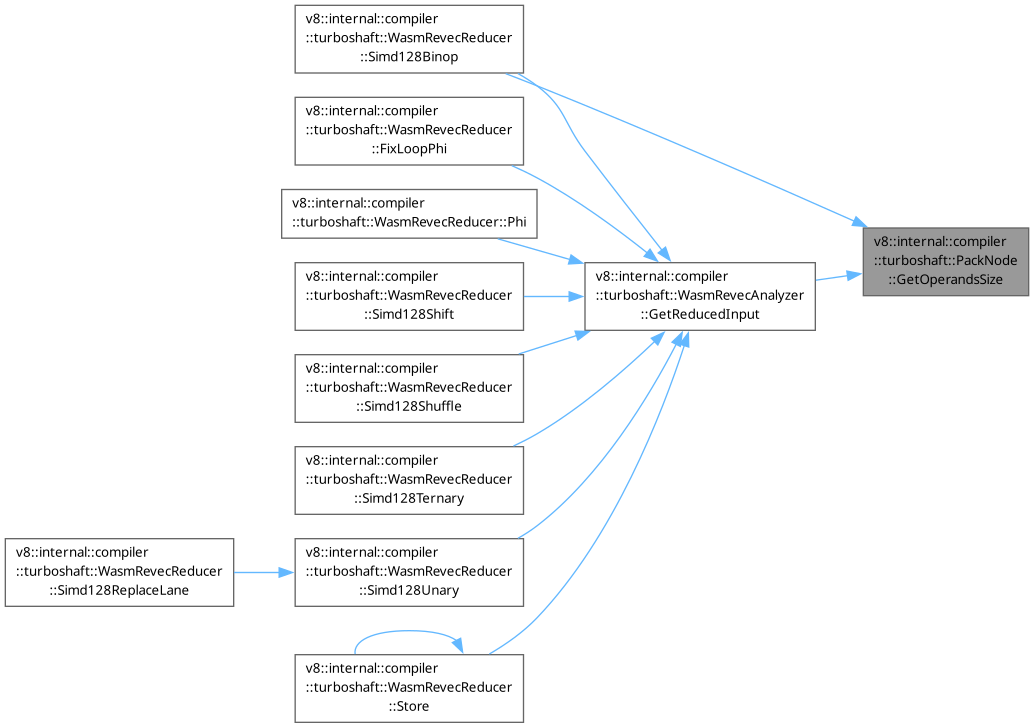 v8::internal::compiler
::turboshaft::WasmRevecReducer
::Simd128Binop
v8::internal::compiler
::turboshaft::WasmRevecReducer
::FixLoopPhi
v8::internal::compiler
::turboshaft::WasmRevecReducer::Phi
v8::internal::compiler
::turboshaft::PackNode
::GetOperandsSize
v8::internal::compiler
::turboshaft::WasmRevecReducer
::Simd128Shift
v8::internal::compiler
::turboshaft::WasmRevecAnalyzer
::GetReducedInput
v8::internal::compiler
::turboshaft::WasmRevecReducer
::Simd128Shuffle
v8::internal::compiler
::turboshaft::WasmRevecReducer
::Simd128Ternary
v8::internal::compiler
::turboshaft::WasmRevecReducer
::Simd128ReplaceLane
v8::internal::compiler
::turboshaft::WasmRevecReducer
::Simd128Unary
v8::internal::compiler
::turboshaft::WasmRevecReducer
::Store